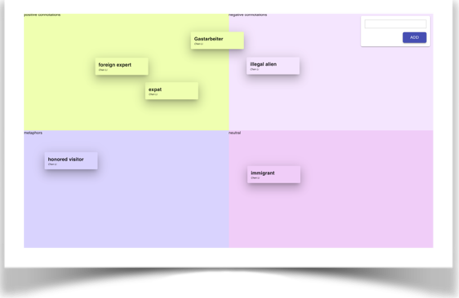 positive connotations
negative connotations
ADD
Gastarbeiter
foreign expert
illegal alien
expat
metaphors
neutral
honored visitor
immigrant